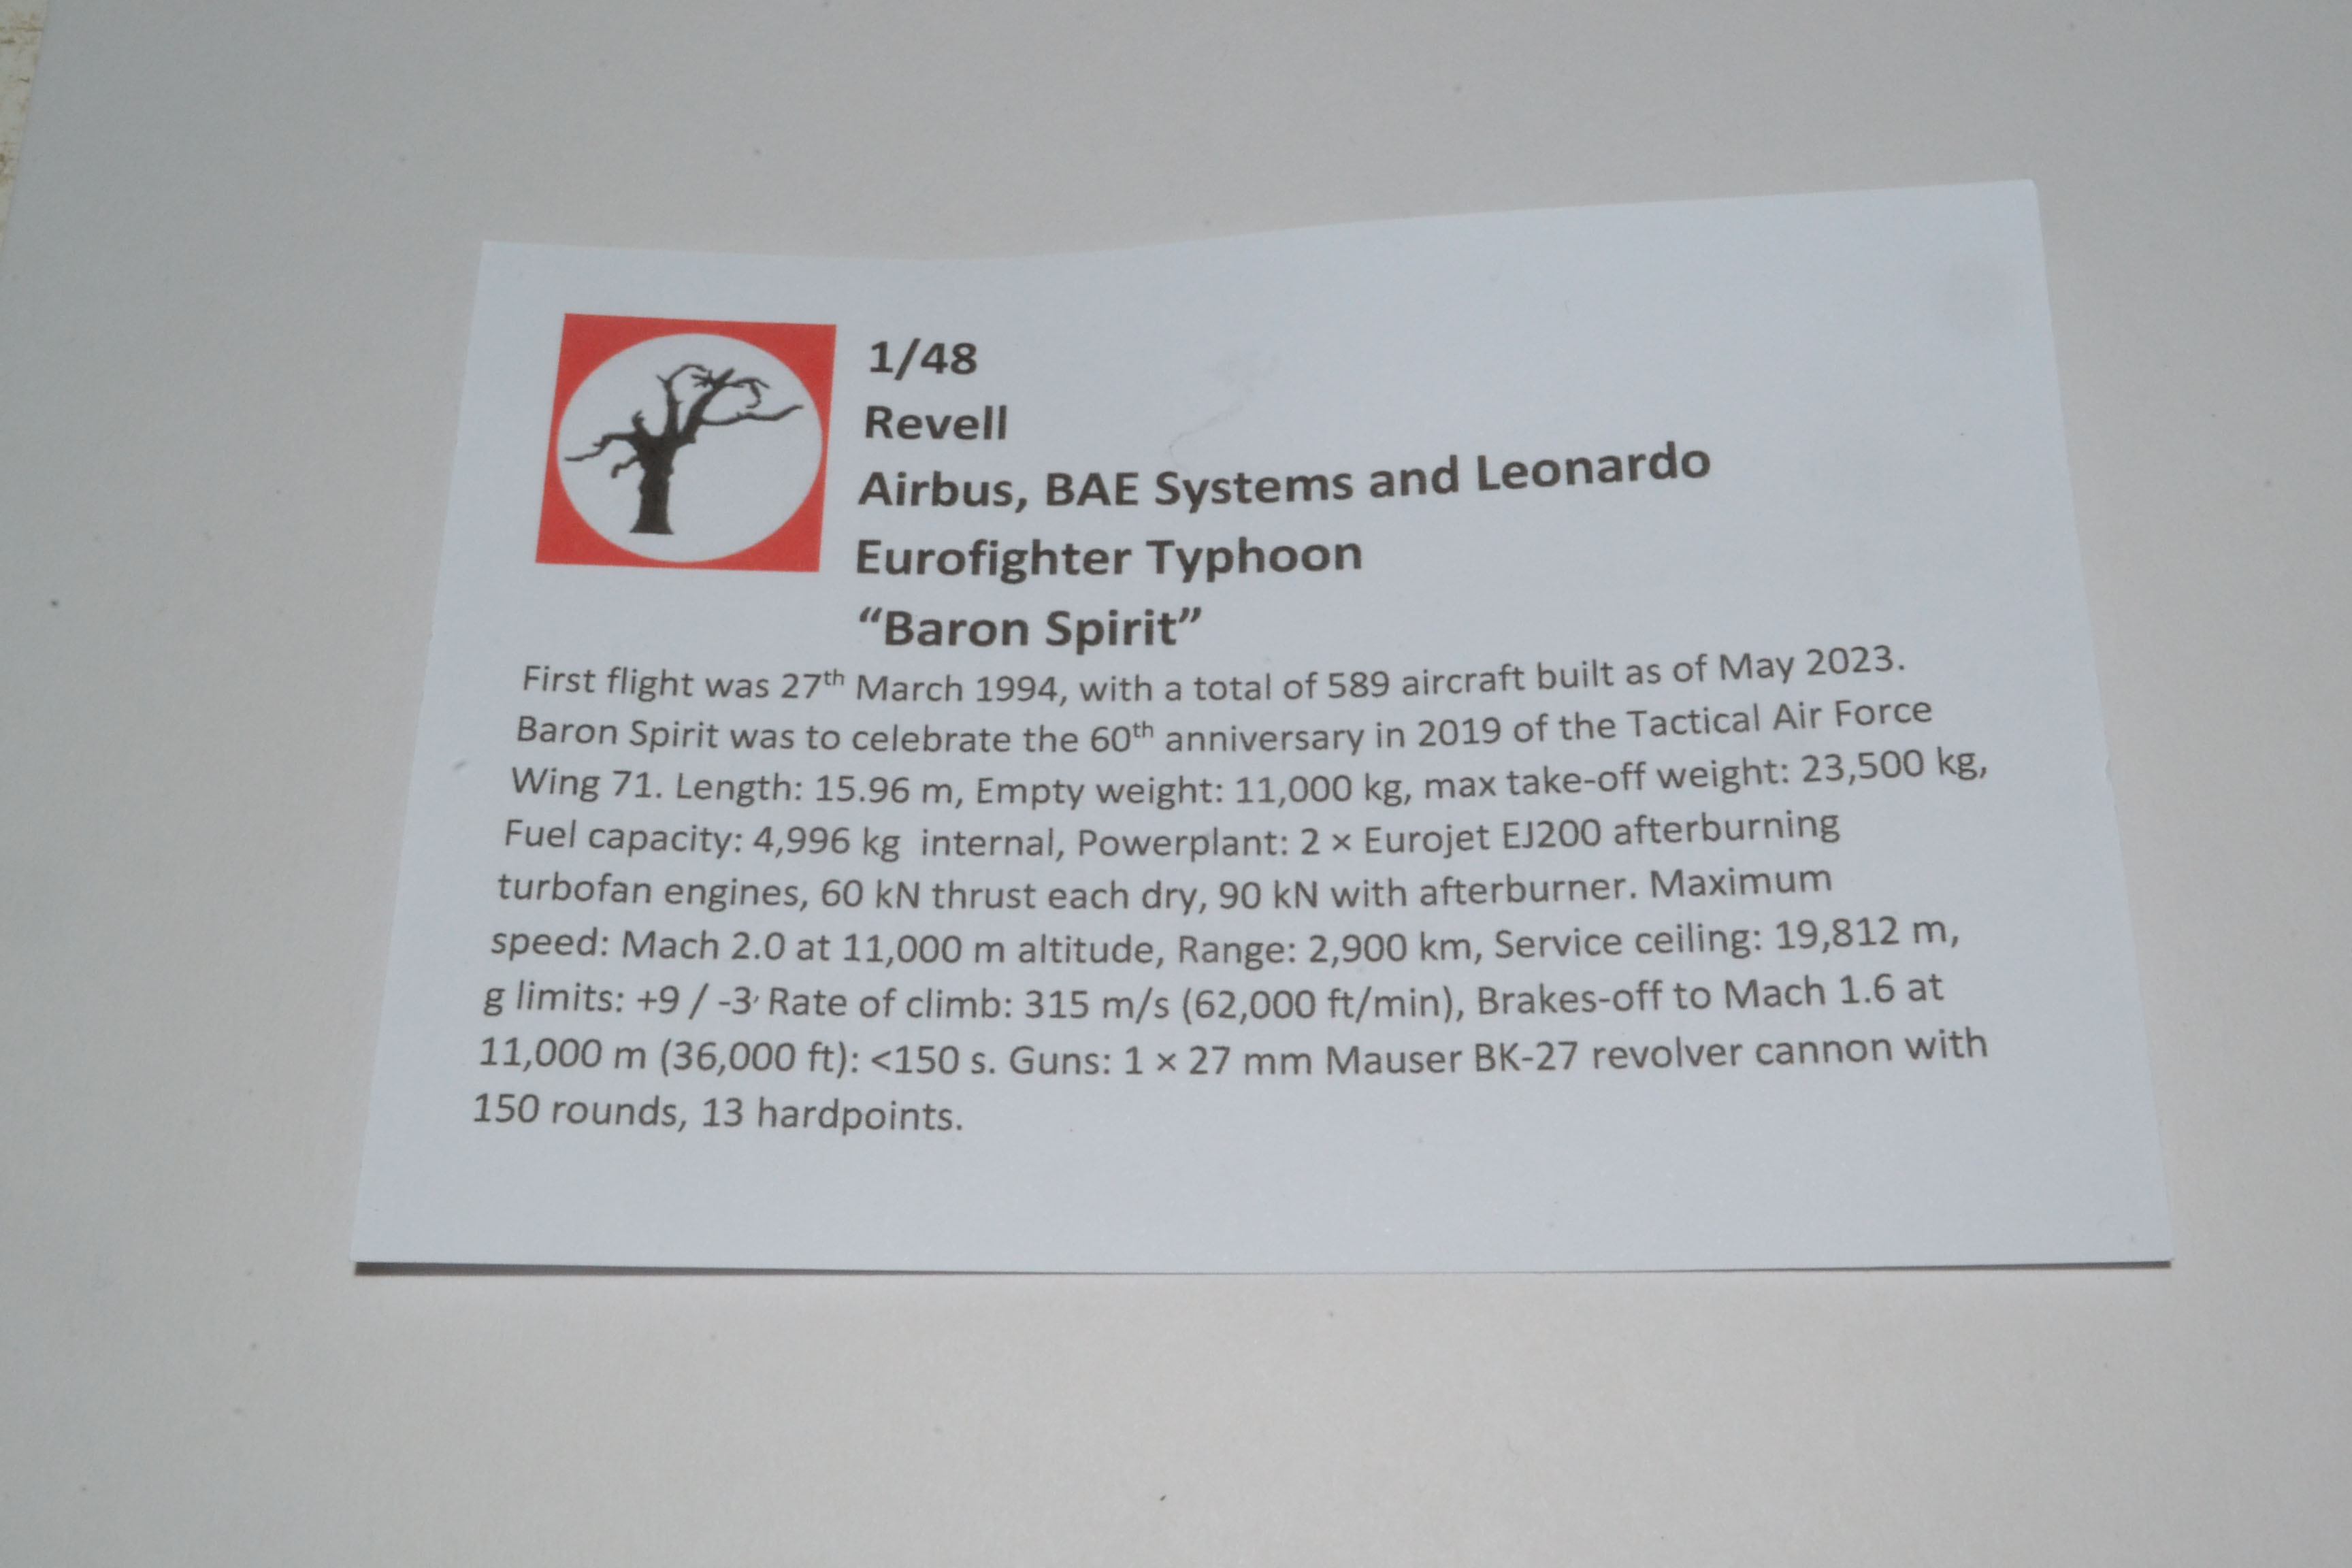 1/48
Revell
Airbus, BAE Systems and Leonardo
Eurofighter Typhoon
“Baron Spirit”
First flight was 27th March 1994, with a total of 589 aircraft built as of May 2023.
Baron Spirit was to celebrate the 60th anniversary in 2019 of the Tactical Air Force
Wing 71. Length: 15.96 m, Empty weight: 11,000 kg, max take-off weight: 23,500 kg,
Fuel capacity: 4,996 kg internal, Powerplant: 2 × Eurojet EJ200 afterburning
turbofan engines, 60 kN thrust each dry, 90 kN with afterburner. Maximum
speed: Mach 2.0 at 11,000 m altitude, Range: 2,900 km, Service ceiling: 19,812 m,
g limits: +9 / -3, Rate of climb: 315 m/s (62,000 ft/min), Brakes-off to Mach 1.6 at
11,000 m (36,000 ft): <150 s. Guns: 1 × 27 mm Mauser BK-27 revolver cannon with
150 rounds, 13 hardpoints.